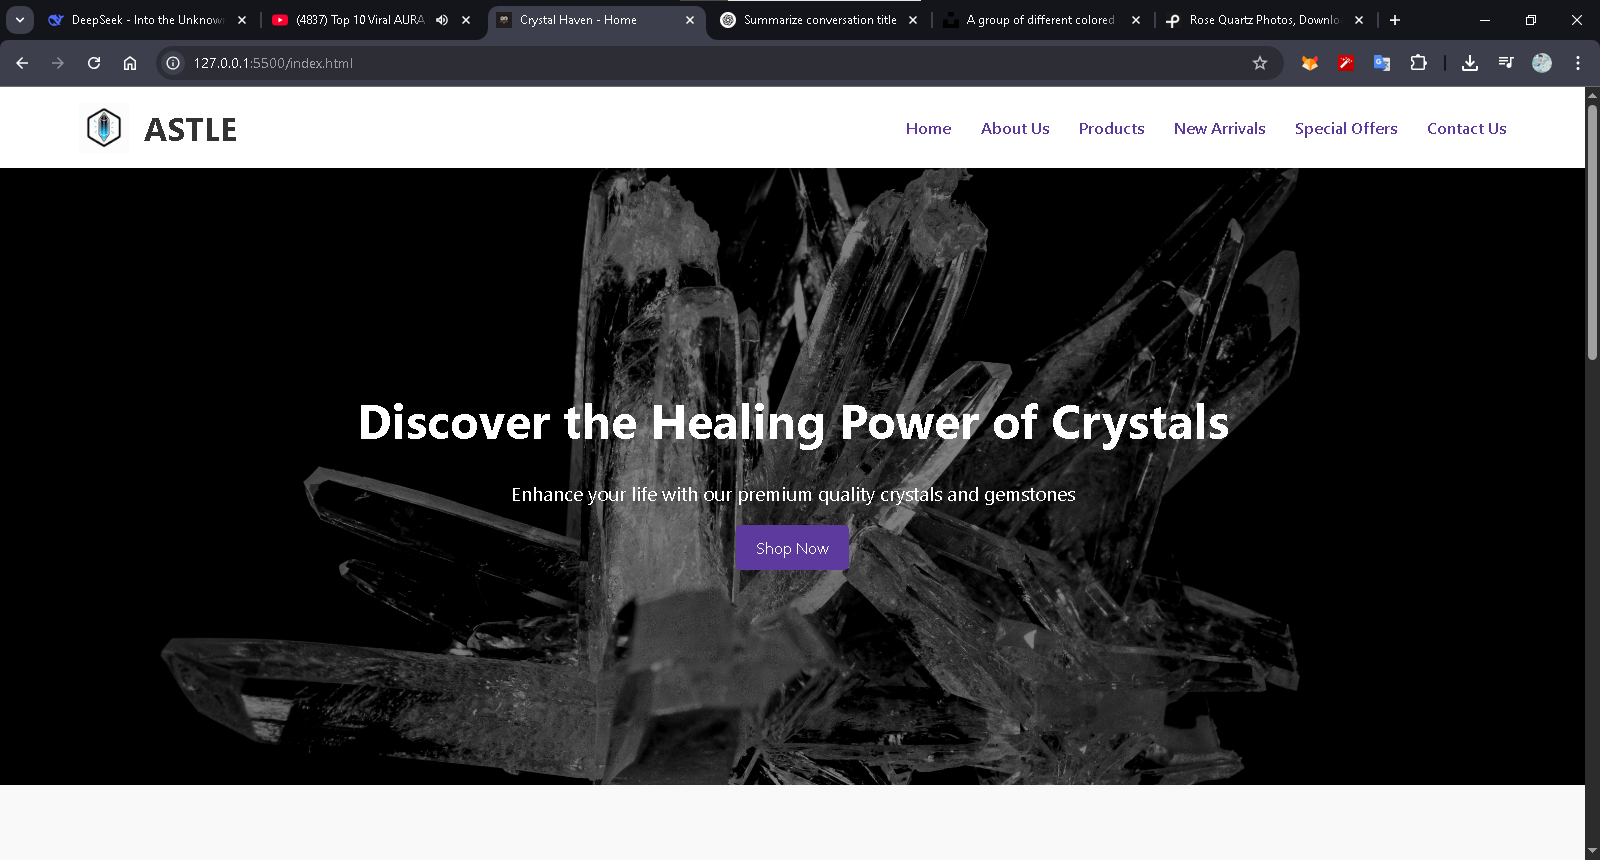 DeepSeek - Into the Unknown
(4837) Top 10 Viral AURA
Crystal Haven - Home
Summarize conversation title
A group of different colored
Rose Quartz Photos, Downlo
127.0.0.1:5500/index.html
ASTLE
Home
About Us
Products
New Arrivals
Special Offers
Contact Us
Discover the Healing Power of Crystals
Enhance your life with our premium quality crystals and gemstones
Shop Now